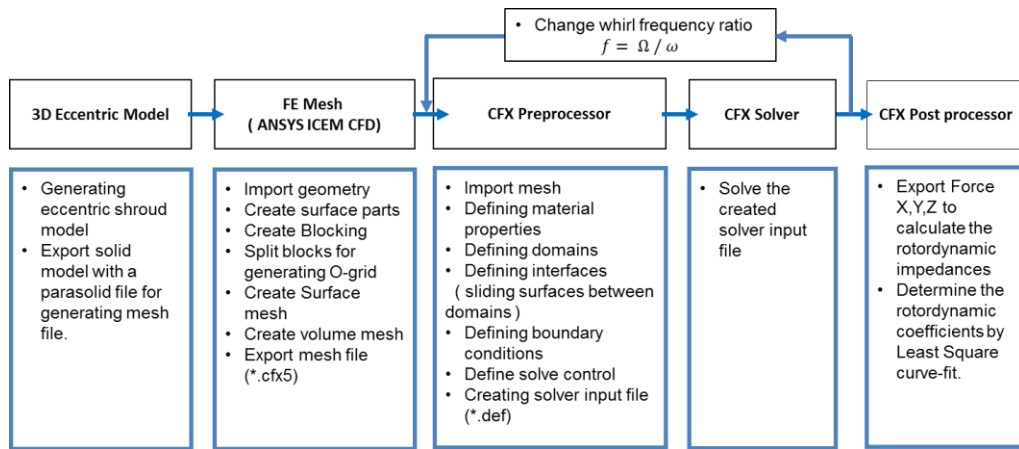 • Change whirl frequency ratio
f = Ω / ω
3D Eccentric Model
FE Mesh
( ANSYS ICEM CFD)
CFX Preprocessor
CFX Solver
CFX Post processor
• Generating
eccentric shroud
model
• Export solid
model with a
parasolid file for
generating mesh
file.
• Import geometry
• Create surface parts
• Create Blocking
• Split blocks for
generating O-grid
• Create Surface
mesh
• Create volume mesh
• Export mesh file
(*.cfx5)
• Import mesh
• Defining material
properties
• Defining domains
• Defining interfaces
( sliding surfaces between
domains )
• Defining boundary
conditions
• Define solve control
• Creating solver input file
(*.def)
• Solve the
created
solver input
file
• Export Force
X,Y,Z to
calculate the
rotordynamic
impedances
• Determine the
rotordynamic
coefficients by
Least Square
curve-fit.